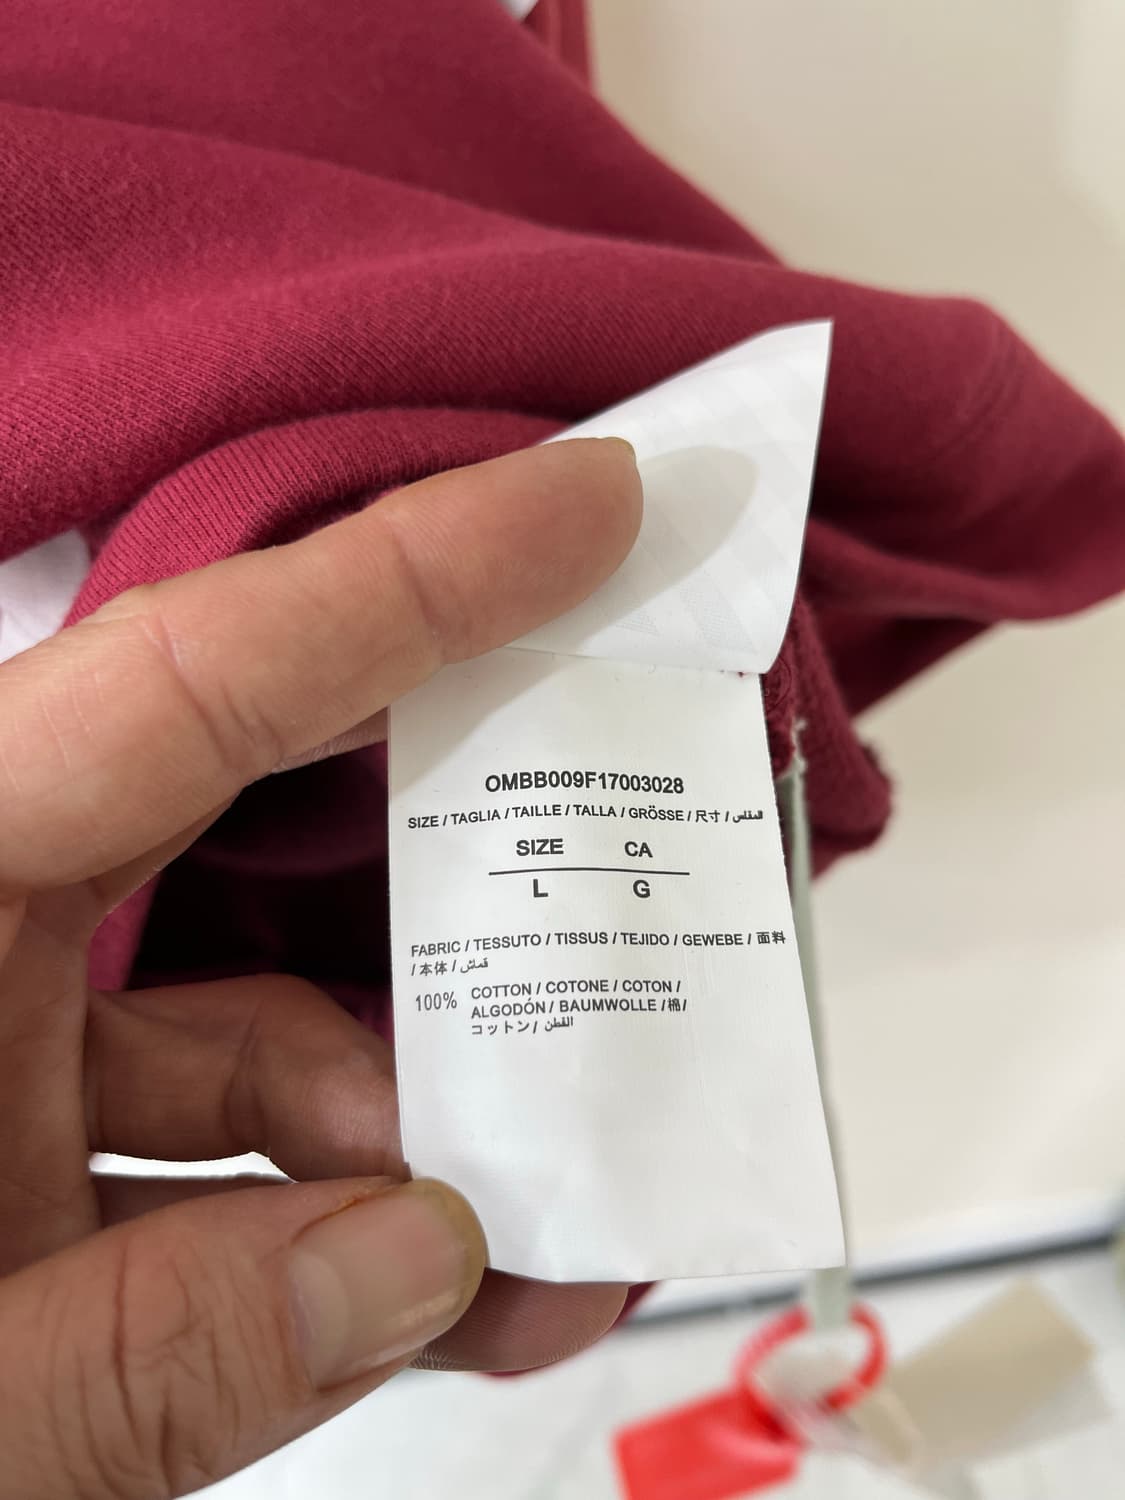 OMBB009F17003028
SIZE / TAGLIA / TAILLE / TALLA / GRÖSSE / 尺寸 / المقاس
SIZE CA
L G
FABRIC / TESSUTO / TISSUS / TEJIDO / GEWEBE / 面料
/ 本体 / قماش
100% COTTON / COTONE / COTON /
ALGODÓN / BAUMWOLLE / 棉 /
コットン / القطن